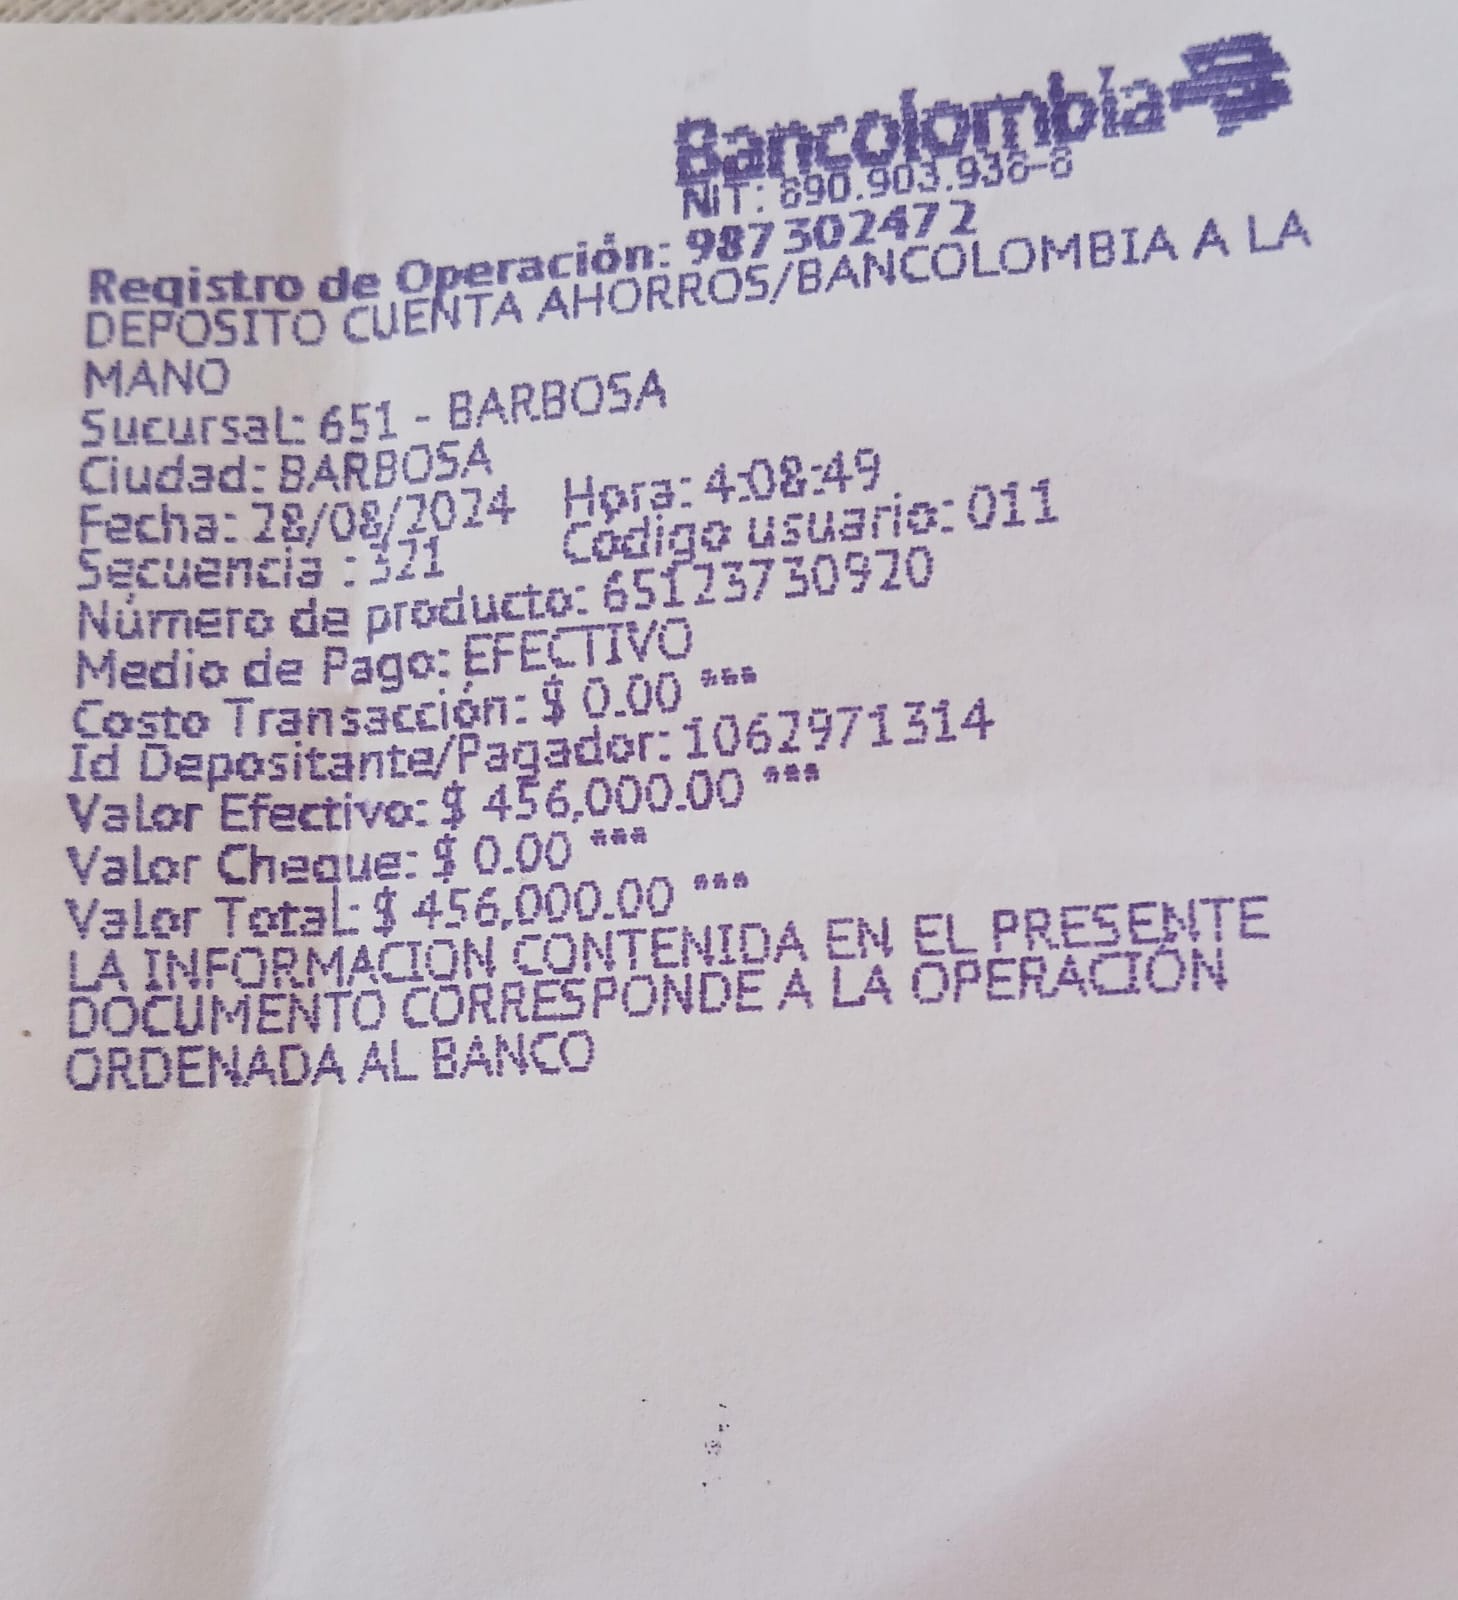 Bancolombia
NIT: 890.903.938-8
Registro de Operación: 987302472
DEPOSITO CUENTA AHORROS/BANCOLOMBIA A LA
MANO
Sucursal: 651 - BARBOSA
Ciudad: BARBOSA
Fecha: 28/08/2024 Hora: 4:08:49
Secuencia : 321 Código usuario: 011
Número de producto: 65123730920
Medio de Pago: EFECTIVO
Costo Transacción: $ 0.00 ***
Id Depositante/Pagador: 1062971314
Valor Efectivo: $ 456,000.00 ***
Valor Cheque: $ 0.00 ***
Valor Total: $ 456,000.00 ***
LA INFORMACION CONTENIDA EN EL PRESENTE
DOCUMENTO CORRESPONDE A LA OPERACIÓN
ORDENADA AL BANCO